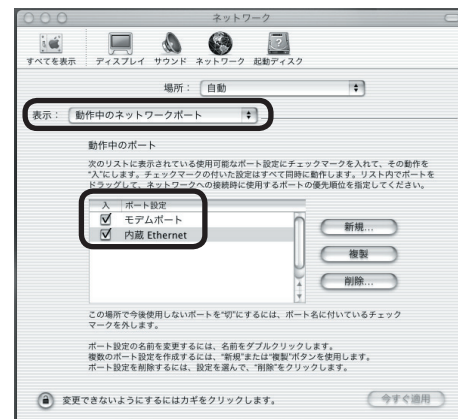 ネットワーク
すべてを表示 ディスプレイ サウンド ネットワーク 起動ディスク
場所： 自動
表示： 動作中のネットワークポート
動作中のポート
次のリストに表示されている使用可能なポート設定にチェックマークを入れて、その動作を
“入”にします。チェックマークの付いた設定はすべて同時に動作します。リスト内でポートを
ドラッグして、ネットワークへの接続時に使用するポートの優先順位を指定してください。
入 ポート設定
モデムポート
内蔵 Ethernet
新規...
複製
削除...
この場所で今後使用しないポートを“切”にするには、ポート名に付いているチェック
マークを外します。
ポート設定の名前を変更するには、名前をダブルクリックします。
複数のポート設定を作成するには、“新規”または“複製”ボタンを使用します。
ポート設定を削除するには、設定を選んで、“削除”をクリックします。
変更できないようにするにはカギをクリックします。
今すぐ適用